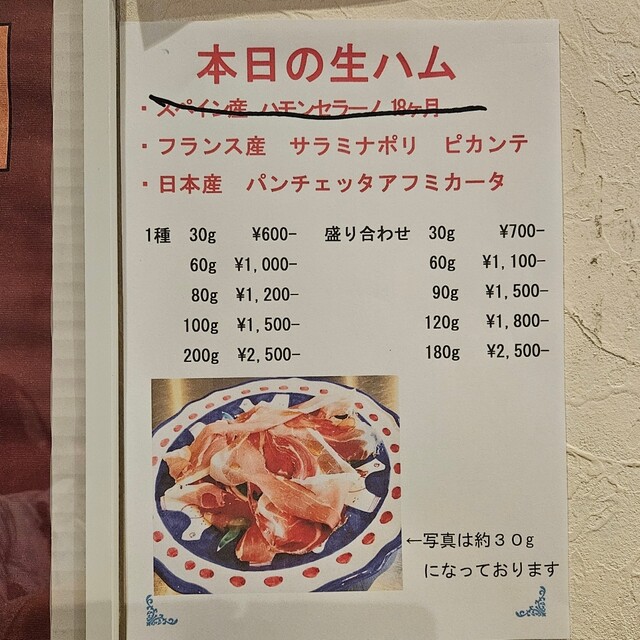 本日の生ハム
・スペイン産 ハモンセラーノ 18ヶ月
・フランス産 サラミナポリ ピカンテ
・日本産 パンチェッタアフミカータ
1種 30g ¥600− 盛り合わせ 30g ¥700−
60g ¥1,000− 60g ¥1,100−
80g ¥1,200− 90g ¥1,500−
100g ¥1,500− 120g ¥1,800−
200g ¥2,500− 180g ¥2,500−
←写真は約３０g
になっております